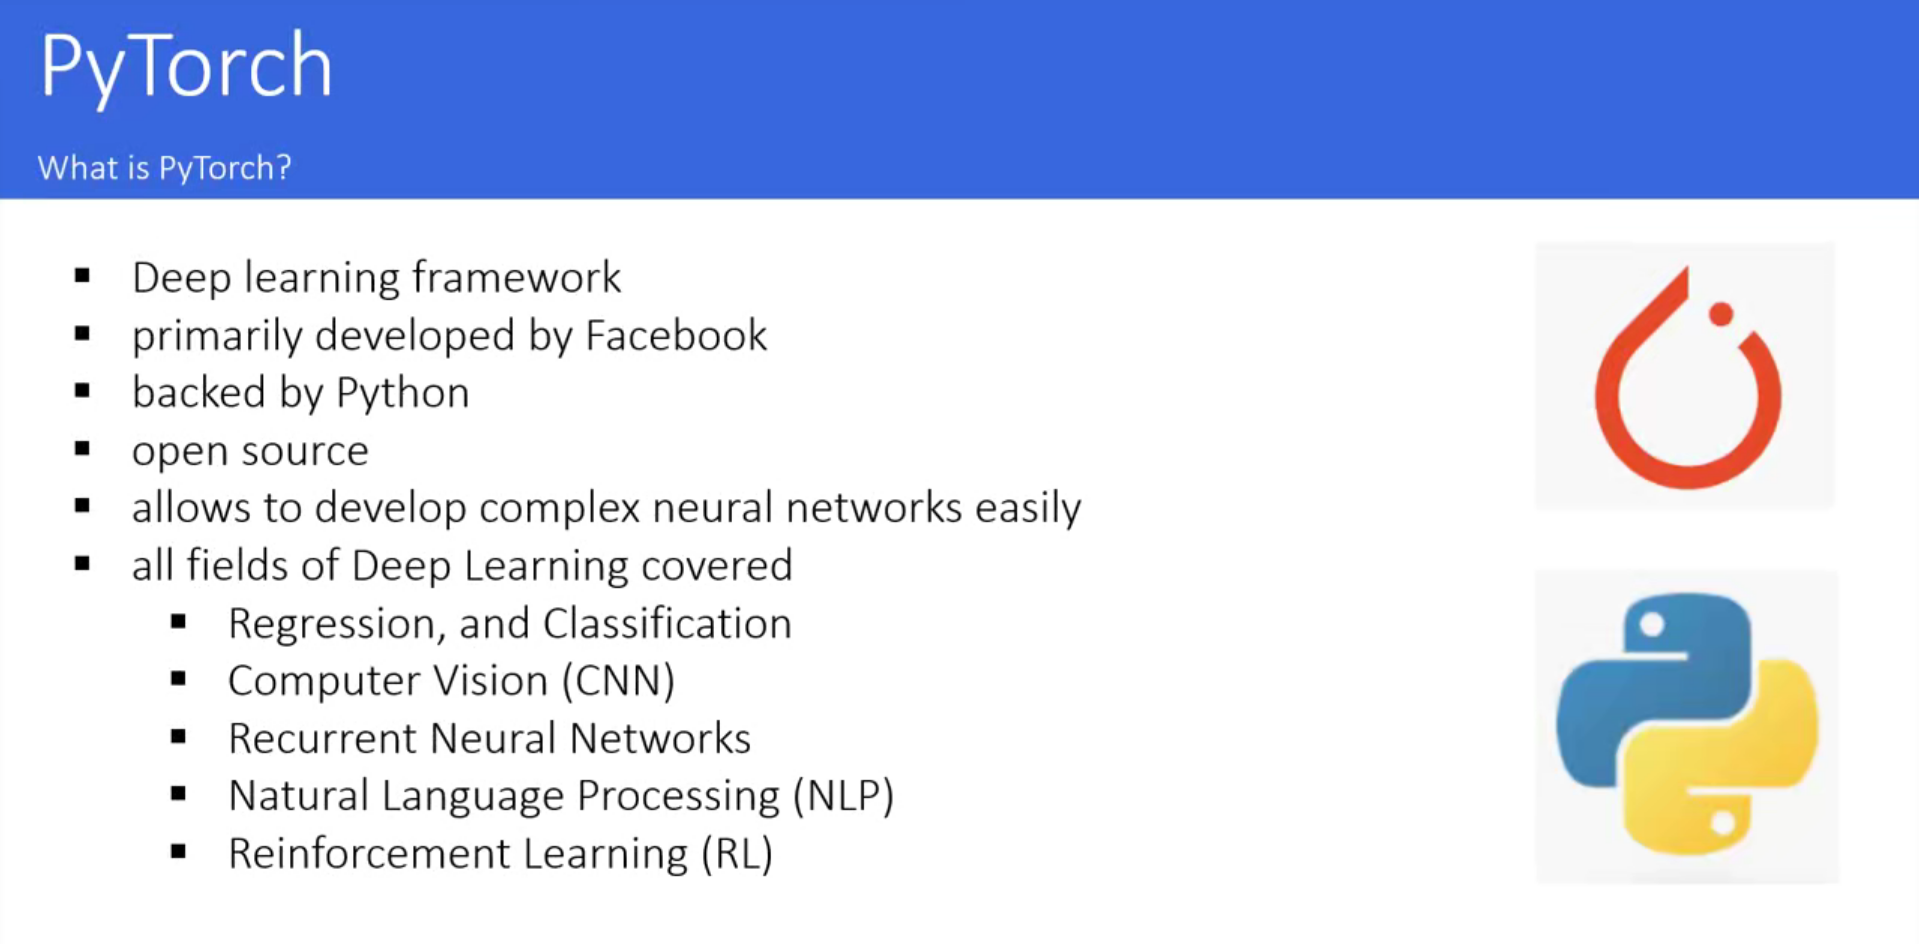 PyTorch
What is PyTorch?
▪ Deep learning framework
▪ primarily developed by Facebook
▪ backed by Python
▪ open source
▪ allows to develop complex neural networks easily
▪ all fields of Deep Learning covered
▪ Regression, and Classification
▪ Computer Vision (CNN)
▪ Recurrent Neural Networks
▪ Natural Language Processing (NLP)
▪ Reinforcement Learning (RL)